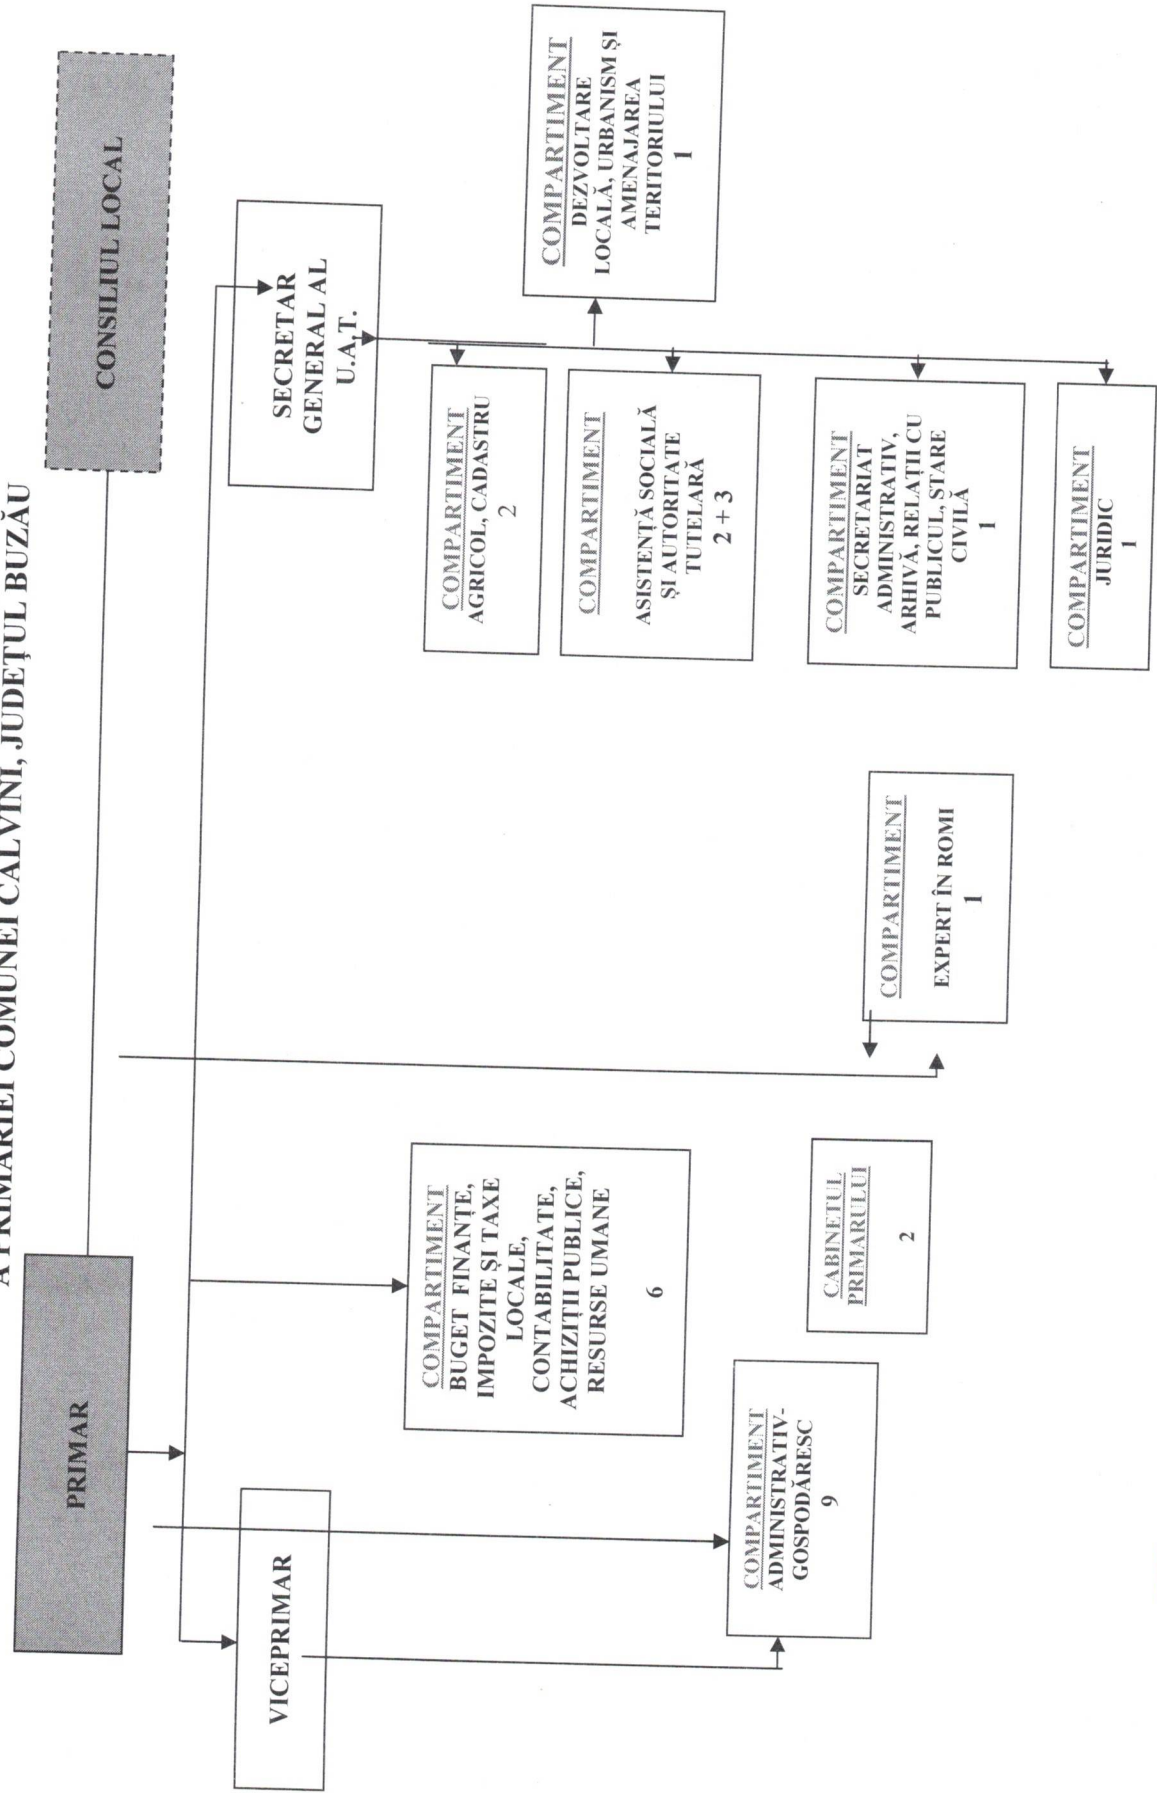 A PRIMĂRIEI COMUNEI CALVINI, JUDEȚUL BUZĂU
PRIMAR
CONSILIUL LOCAL
VICEPRIMAR
SECRETAR
GENERAL AL
U.A.T.
COMPARTIMENT
BUGET FINANȚE,
IMPOZITE ȘI TAXE
LOCALE,
CONTABILITATE,
ACHIZIȚII PUBLICE,
RESURSE UMANE
6
COMPARTIMENT
AGRICOL, CADASTRU
2
COMPARTIMENT
DEZVOLTARE
LOCALĂ, URBANISM ȘI
AMENAJAREA
TERITORIULUI
1
COMPARTIMENT
ASISTENȚĂ SOCIALĂ
ȘI AUTORITATE
TUTELARĂ
2 + 3
COMPARTIMENT
ADMINISTRATIV-
GOSPODĂRESC
9
CABINETUL
PRIMARULUI
2
COMPARTIMENT
EXPERT ÎN ROMI
1
COMPARTIMENT
SECRETARIAT
ADMINISTRATIV,
ARHIVĂ, RELAȚII CU
PUBLICUL, STARE
CIVILĂ
1
COMPARTIMENT
JURIDIC
1